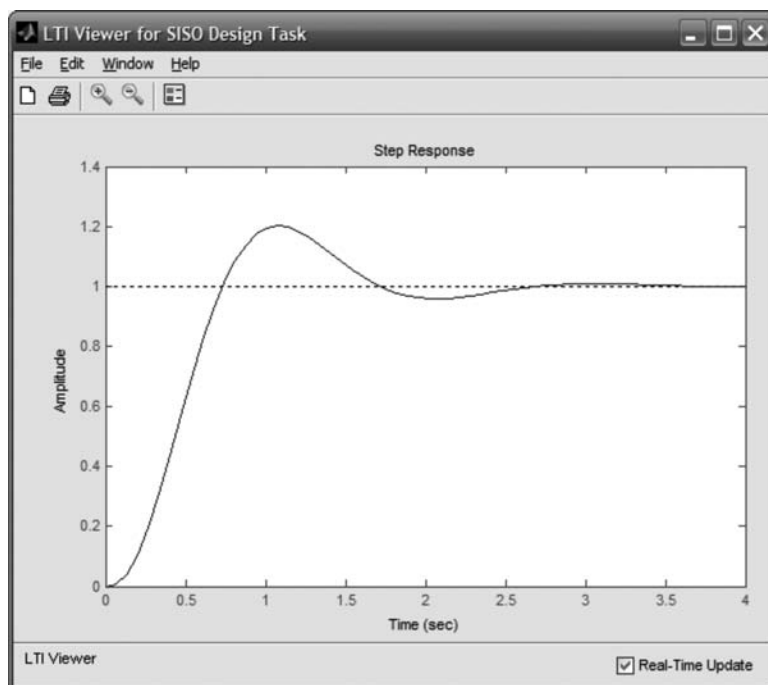 LTI Viewer for SISO Design Task
File Edit Window Help
Step Response
Amplitude
1.4
1.2
1
0.8
0.6
0.4
0.2
0
0 0.5 1 1.5 2 2.5 3 3.5 4
Time (sec)
LTI Viewer
Real-Time Update